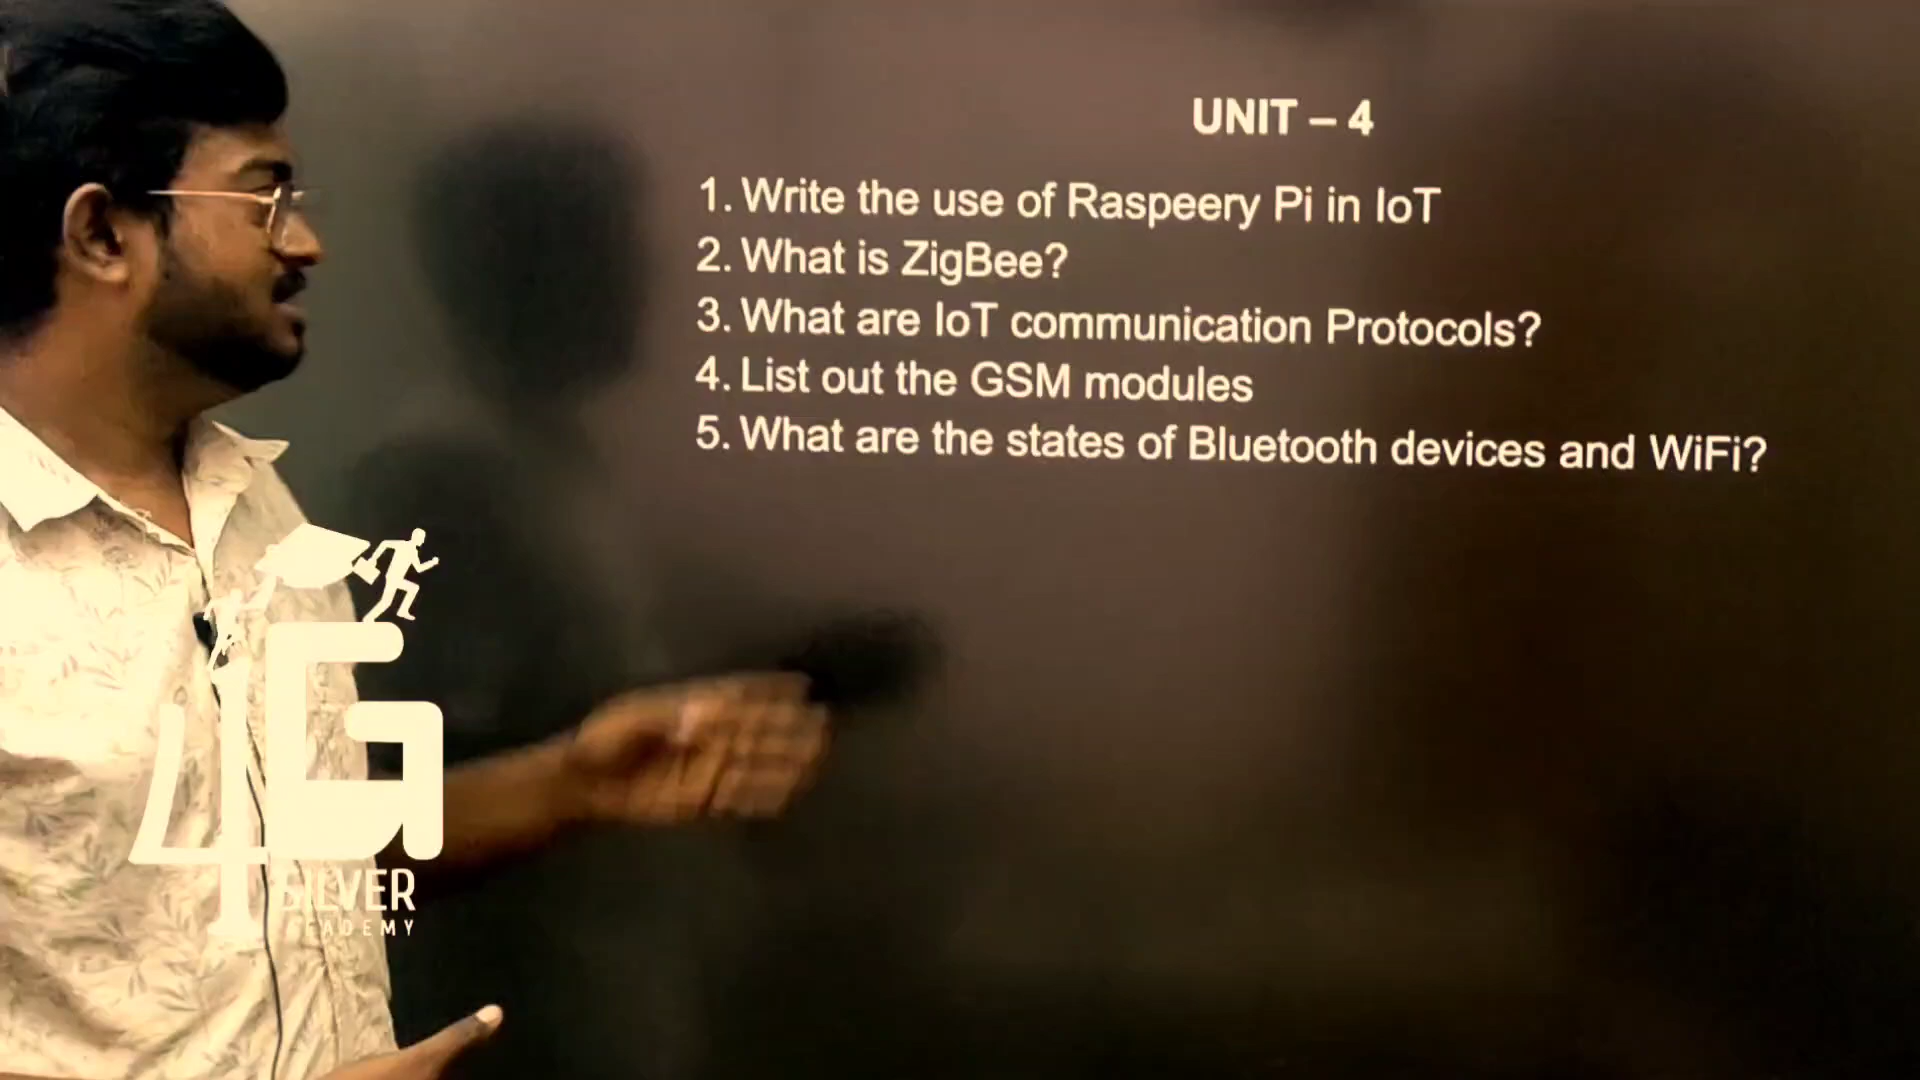 UNIT – 4
1. Write the use of Raspeery Pi in IoT
2. What is ZigBee?
3. What are IoT communication Protocols?
4. List out the GSM modules
5. What are the states of Bluetooth devices and WiFi?
4G
SILVER
ACADEMY